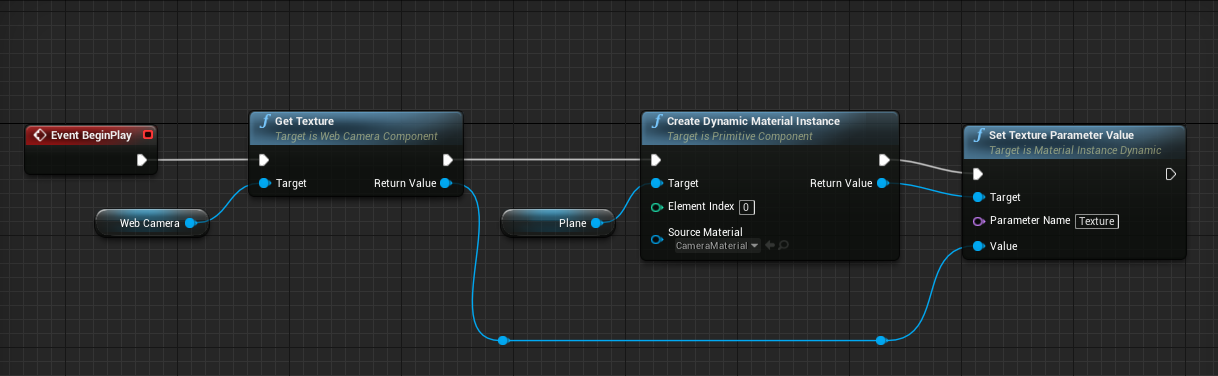 Event BeginPlay
Get Texture
Target is Web Camera Component
Target
Return Value
Web Camera
Create Dynamic Material Instance
Target is Primitive Component
Target
Return Value
Element Index 0
Source Material
CameraMaterial
Plane
Set Texture Parameter Value
Target is Material Instance Dynamic
Target
Parameter Name Texture
Value